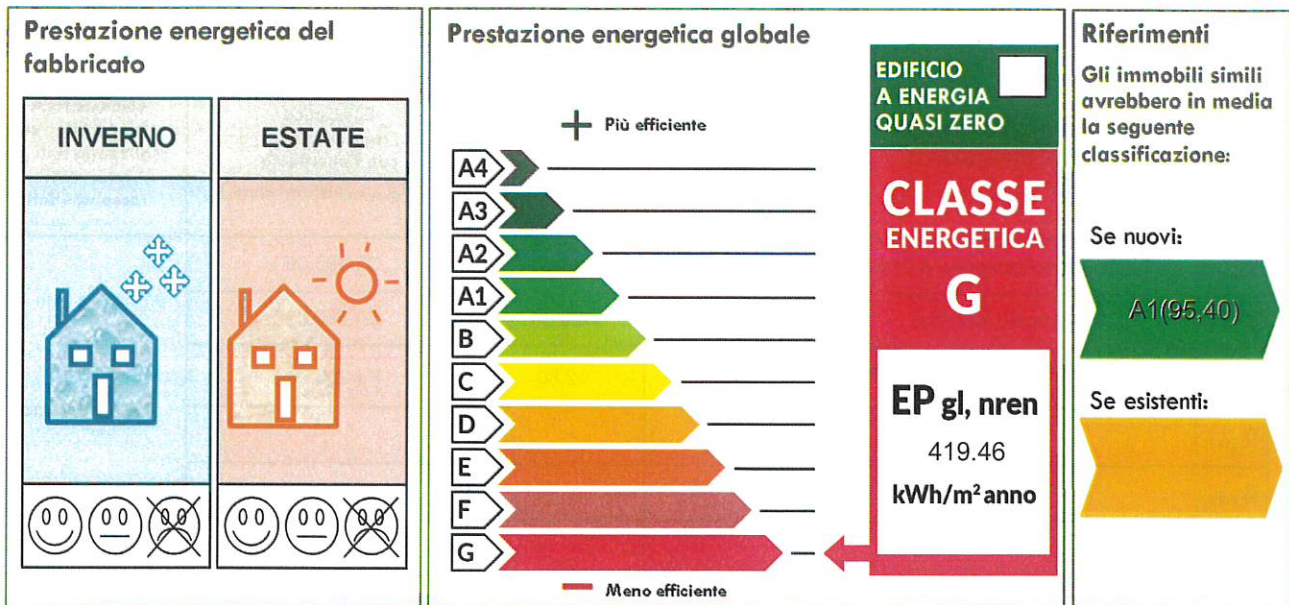 Prestazione energetica del
fabbricato
INVERNO
ESTATE
Prestazione energetica globale
+ Più efficiente
A4
A3
A2
A1
B
C
D
E
F
G
Meno efficiente
EDIFICIO
A ENERGIA
QUASI ZERO
CLASSE
ENERGETICA
G
EP gl, nren
419.46
kWh/m² anno
Riferimenti
Gli immobili simili
avrebbero in media
la seguente
classificazione:
Se nuovi:
A1(95,40)
Se esistenti: